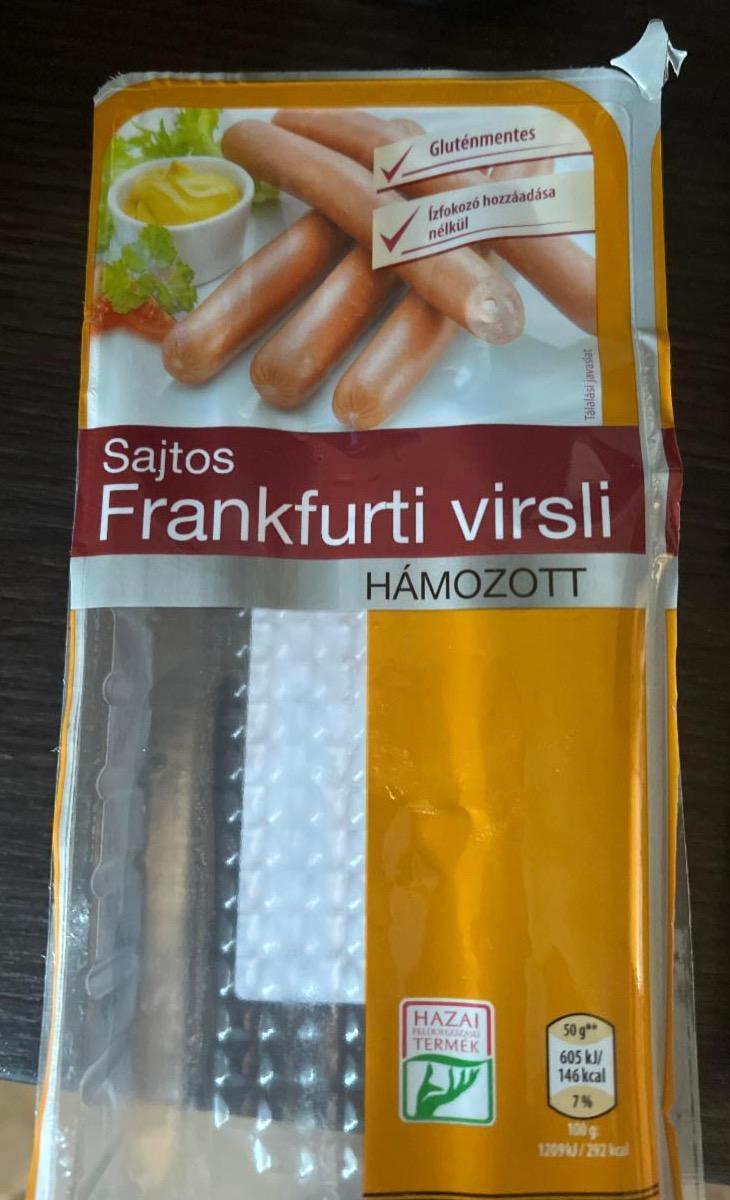 Gluténmentes
Ízfokozó hozzáadása
nélkül
Tálalási javaslat
Sajtos
Frankfurti virsli
HÁMOZOTT
HAZAI
FELDOLGOZÁSÚ
TERMÉK
50 g**
605 kJ/
146 kcal
7%
100 g:
1209 kJ / 292 kcal